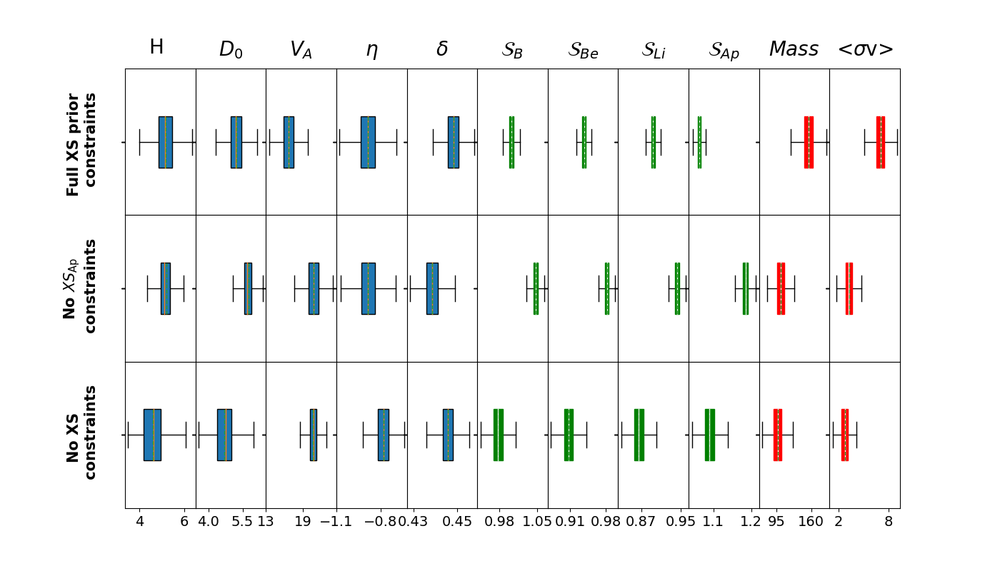 H D₀ V_A η δ 𝒮_B 𝒮_Be 𝒮_Li 𝒮_Ap Mass <σv>
Full XS prior
constraints
No XS_Ap
constraints
No XS
constraints
4 6 4.0 5.5 13 19 −1.1 −0.8 0.43 0.45 0.98 1.05 0.91 0.98 0.87 0.95 1.1 1.2 95 160 2 8